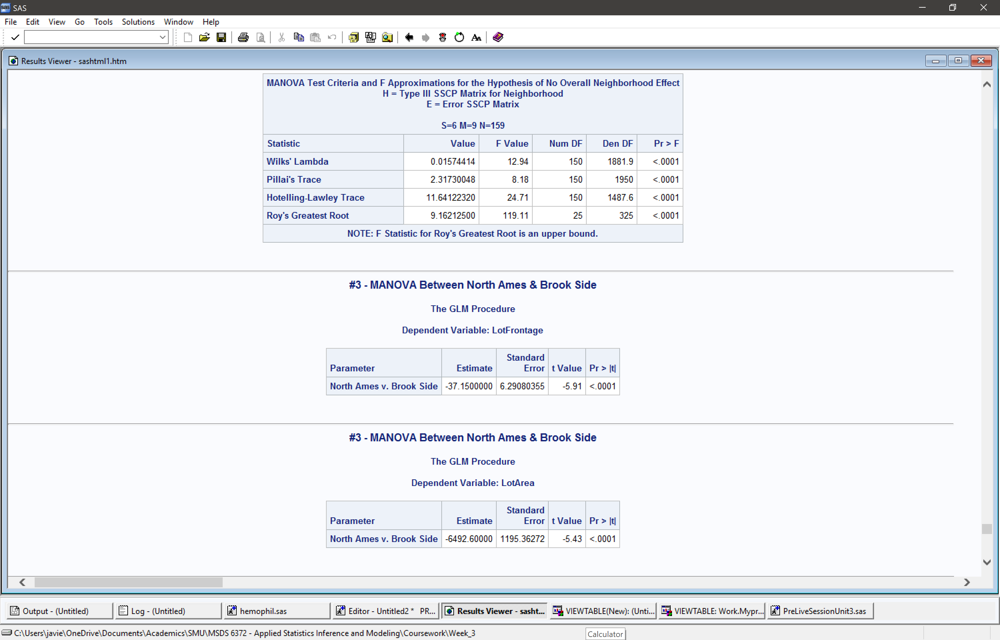 SAS
File Edit View Go Tools Solutions Window Help
Results Viewer - sashtml1.htm
MANOVA Test Criteria and F Approximations for the Hypothesis of No Overall Neighborhood Effect
H = Type III SSCP Matrix for Neighborhood
E = Error SSCP Matrix
S=6 M=9 N=159
Statistic Value F Value Num DF Den DF Pr > F
Wilks' Lambda 0.01574414 12.94 150 1881.9 <.0001
Pillai's Trace 2.31730048 8.18 150 1950 <.0001
Hotelling-Lawley Trace 11.64122320 24.71 150 1487.6 <.0001
Roy's Greatest Root 9.16212500 119.11 25 325 <.0001
NOTE: F Statistic for Roy's Greatest Root is an upper bound.
#3 - MANOVA Between North Ames & Brook Side
The GLM Procedure
Dependent Variable: LotFrontage
Parameter Estimate Standard Error t Value Pr > |t|
North Ames v. Brook Side -37.1500000 6.29080355 -5.91 <.0001
#3 - MANOVA Between North Ames & Brook Side
The GLM Procedure
Dependent Variable: LotArea
Parameter Estimate Standard Error t Value Pr > |t|
North Ames v. Brook Side -6492.60000 1195.36272 -5.43 <.0001
Output - (Untitled) Log - (Untitled) hemophil.sas Editor - Untitled2 * PR... Results Viewer - sasht... VIEWTABLE(New): (Unti... VIEWTABLE: Work.Mypr... PreLiveSessionUnit3.sas
C:\Users\javie\OneDrive\Documents\Academics\SMU\MSDS 6372 - Applied Statistics Inference and Modeling\Coursework\Week_3
Calculator